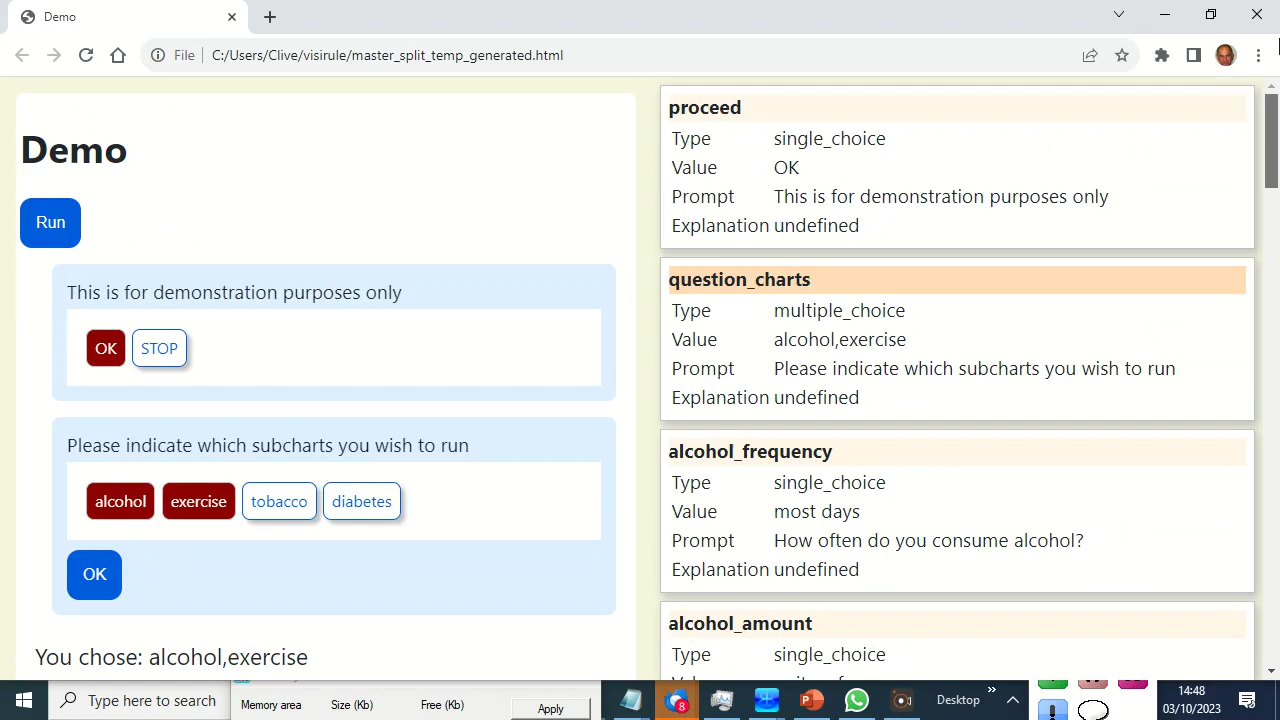 Demo
File
C:/Users/Clive/visirule/master_split_temp_generated.html
Demo
Run
This is for demonstration purposes only
OK STOP
Please indicate which subcharts you wish to run
alcohol exercise tobacco diabetes
OK
You chose: alcohol,exercise
proceed
Type single_choice
Value OK
Prompt This is for demonstration purposes only
Explanation undefined
question_charts
Type multiple_choice
Value alcohol,exercise
Prompt Please indicate which subcharts you wish to run
Explanation undefined
alcohol_frequency
Type single_choice
Value most days
Prompt How often do you consume alcohol?
Explanation undefined
alcohol_amount
Type single_choice
Type here to search
Memory area Size (Kb) Free (Kb) Apply
8
Desktop
14:48
03/10/2023